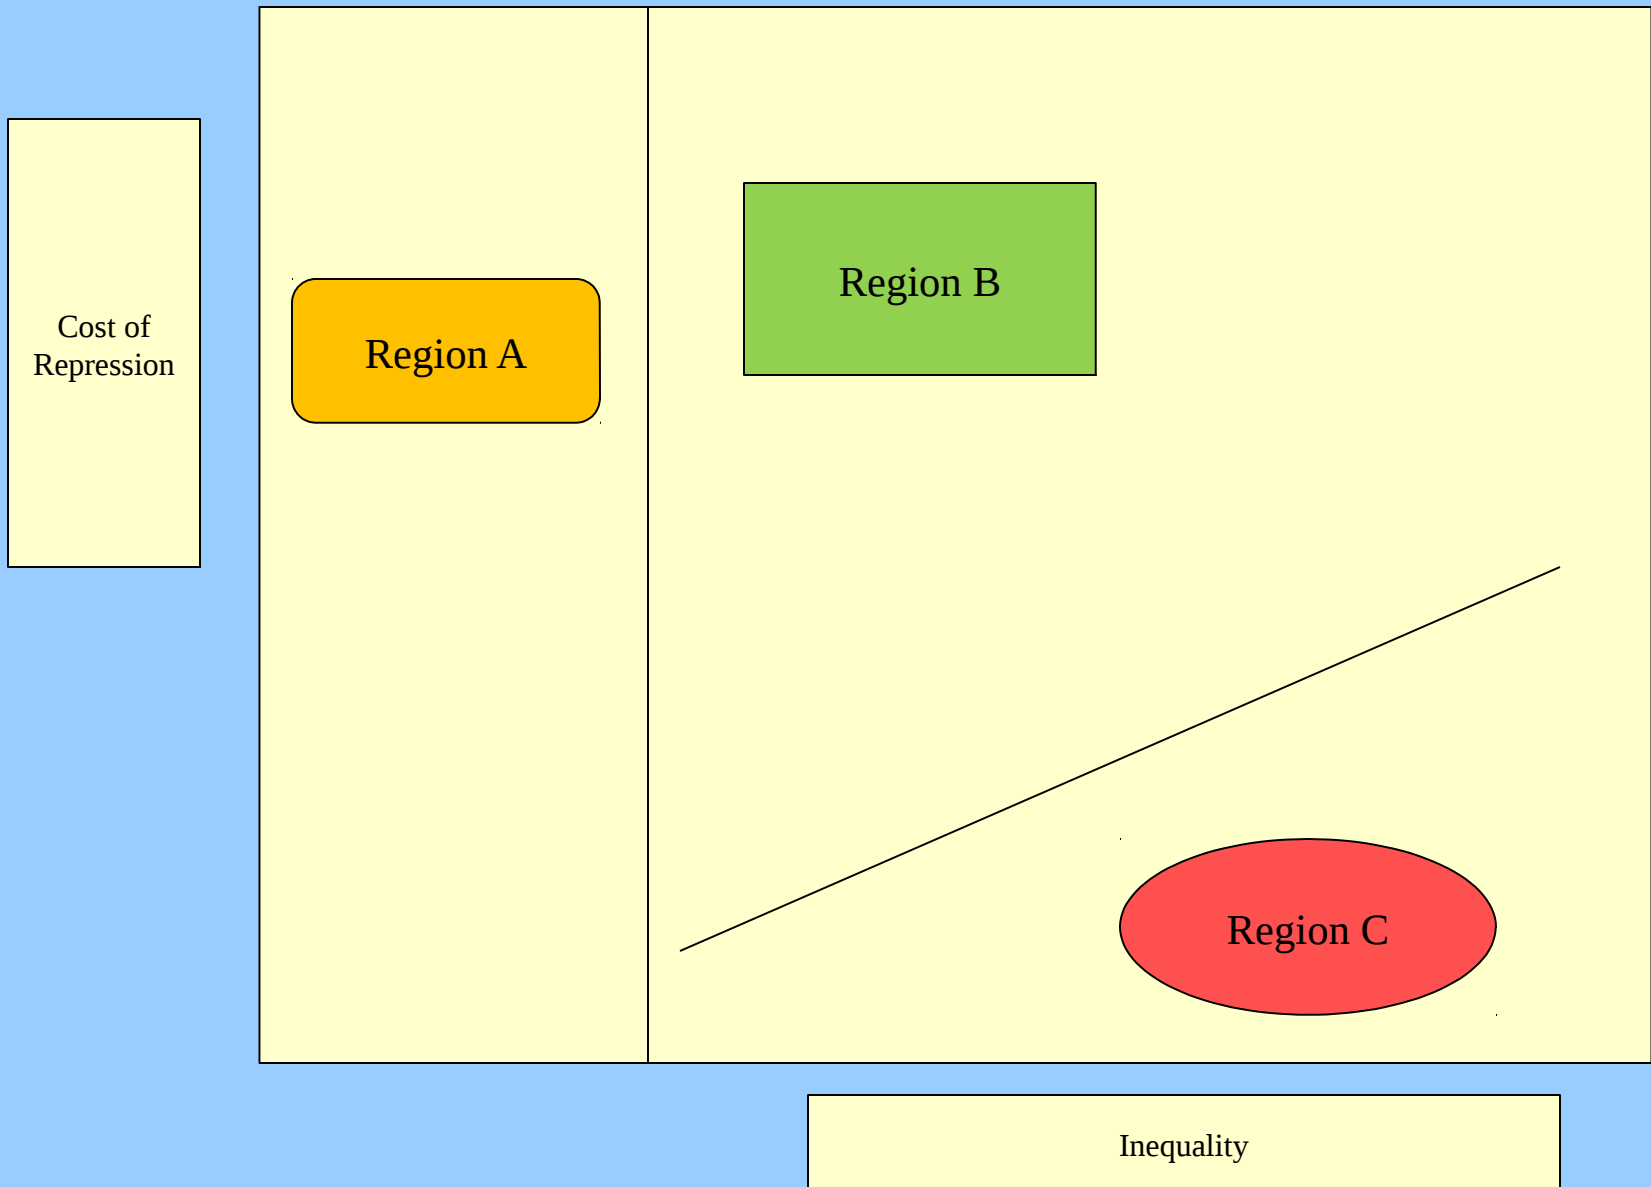 Cost of
Repression
Region A
Region B
Region C
Inequality